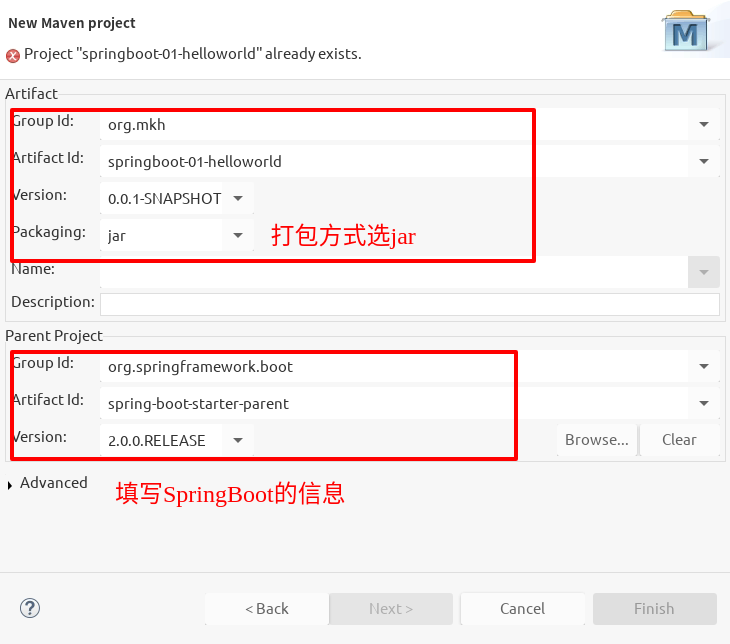 New Maven project
Project "springboot-01-helloworld" already exists.
M
Artifact
Group Id: org.mkh
Artifact Id: springboot-01-helloworld
Version: 0.0.1-SNAPSHOT
Packaging: jar 打包方式选jar
Name:
Description:
Parent Project
Group Id: org.springframework.boot
Artifact Id: spring-boot-starter-parent
Version: 2.0.0.RELEASE Browse... Clear
Advanced
填写SpringBoot的信息
? < Back Next > Cancel Finish